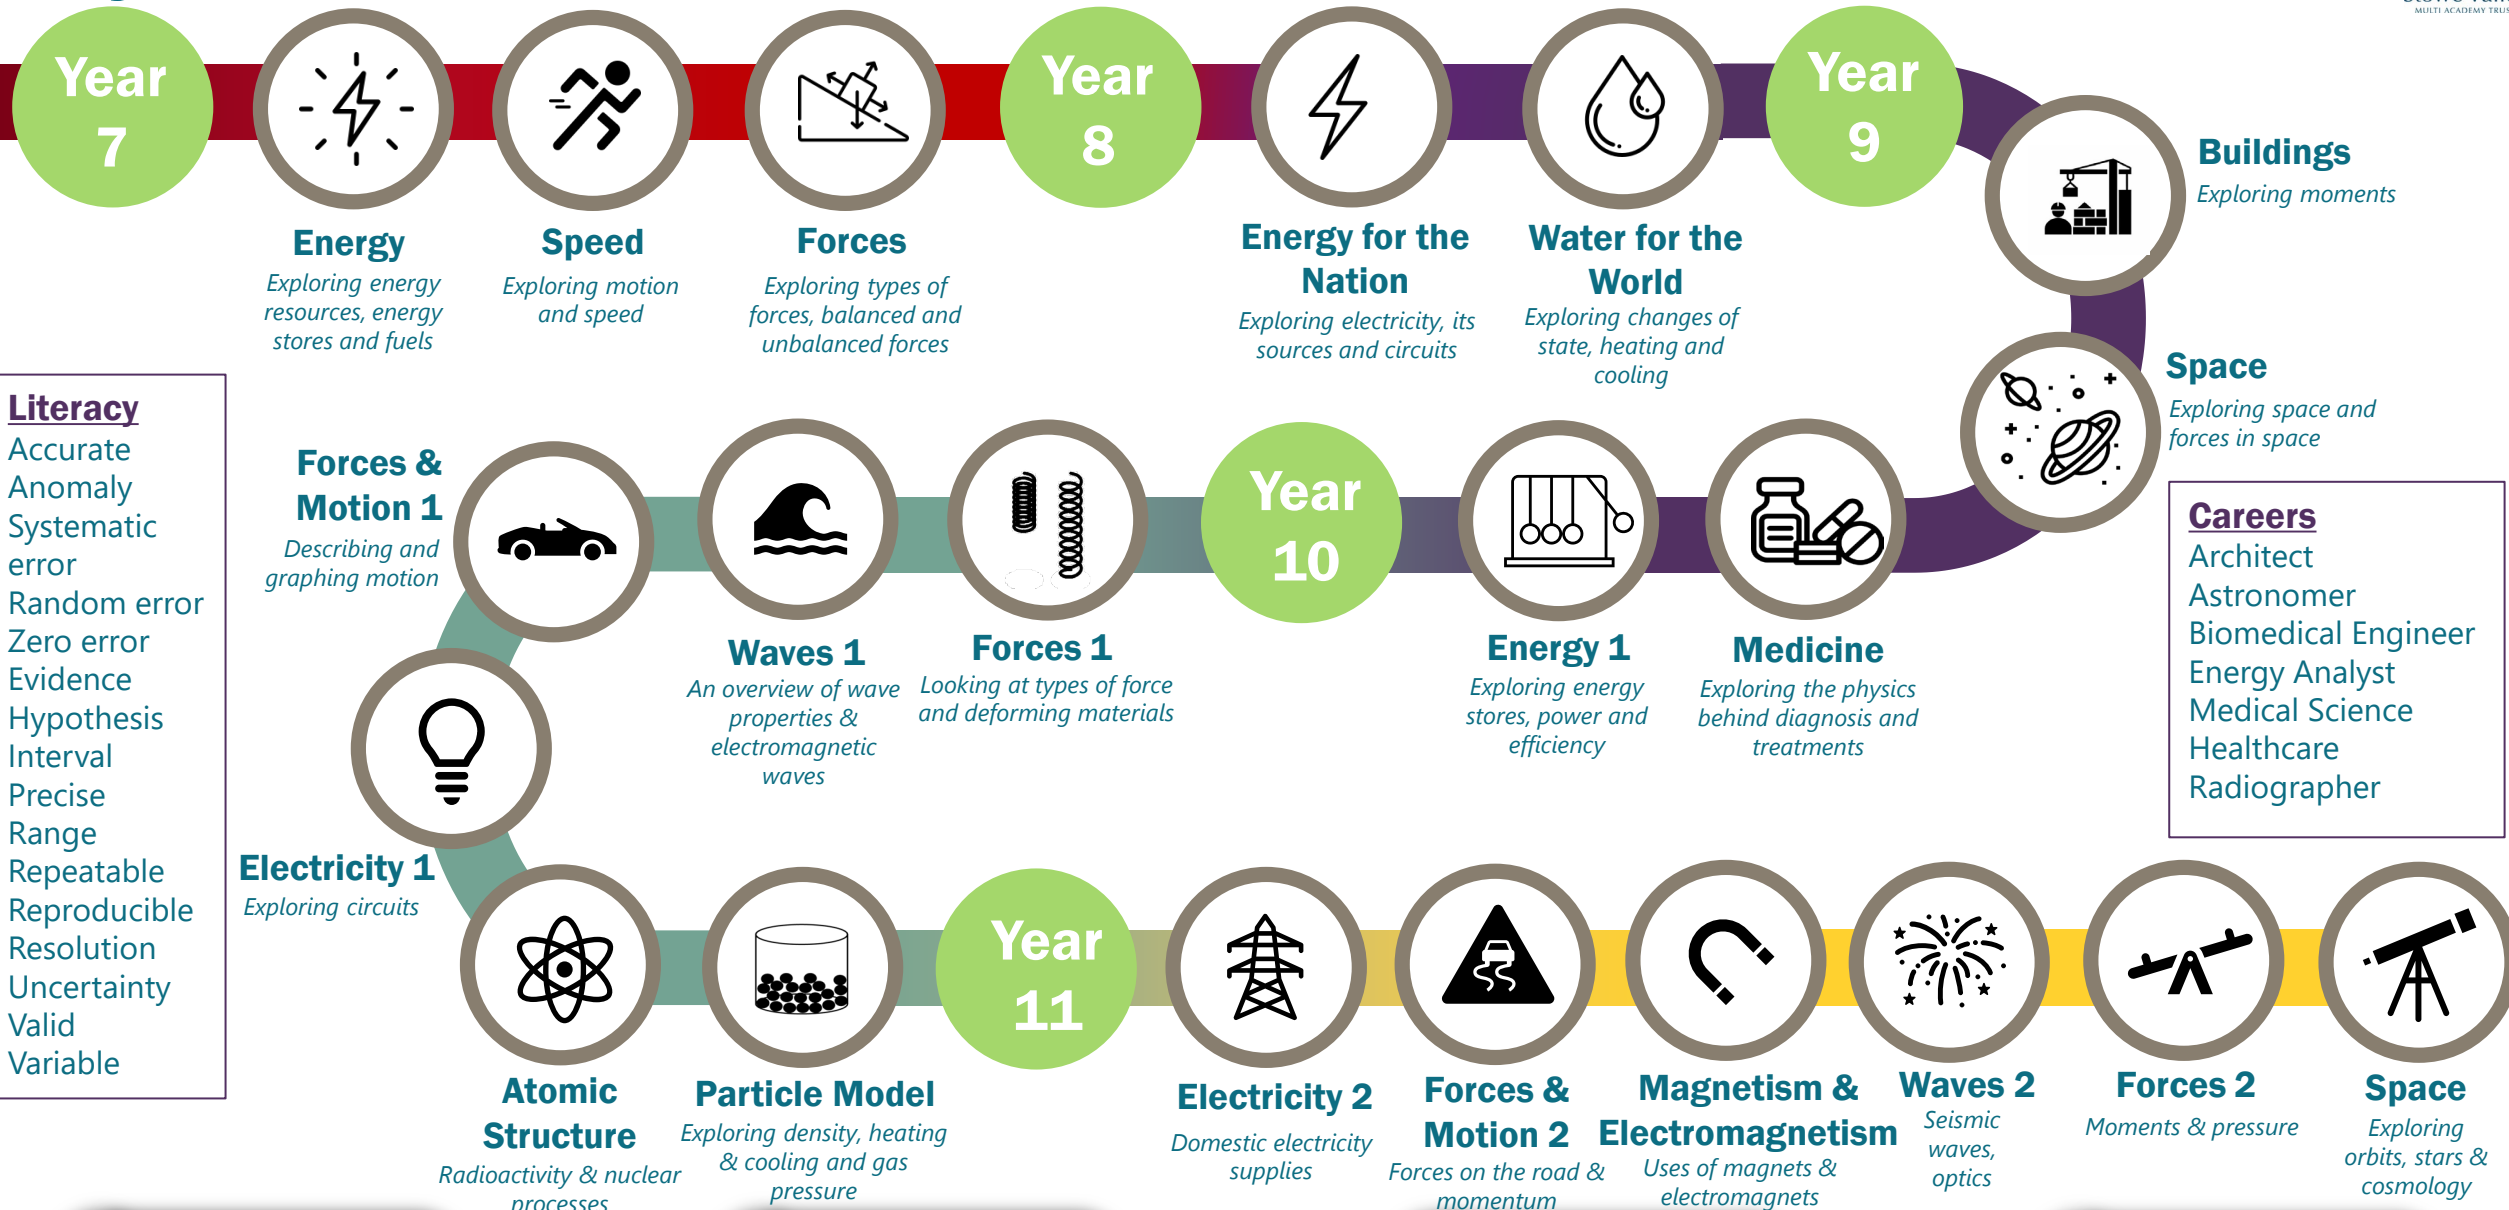 MULTI ACADEMY TRUS
Year
7
Energy
Exploring energy
resources, energy
stores and fuels
Speed
Exploring motion
and speed
Forces
Exploring types of
forces, balanced and
unbalanced forces
Year
8
Energy for the
Nation
Exploring electricity, its
sources and circuits
Water for the
World
Exploring changes of
state, heating and
cooling
Year
9
Buildings
Exploring moments
Space
Exploring space and
forces in space
Medicine
Exploring the physics
behind diagnosis and
treatments
Energy 1
Exploring energy
stores, power and
efficiency
Year
10
Forces 1
Looking at types of force
and deforming materials
Waves 1
An overview of wave
properties &
electromagnetic
waves
Forces &
Motion 1
Describing and
graphing motion
Electricity 1
Exploring circuits
Atomic
Structure
Radioactivity & nuclear
processes
Particle Model
Exploring density, heating
& cooling and gas
pressure
Year
11
Electricity 2
Domestic electricity
supplies
Forces &
Motion 2
Forces on the road &
momentum
Magnetism &
Electromagnetism
Uses of magnets &
electromagnets
Waves 2
Seismic
waves,
optics
Forces 2
Moments & pressure
Space
Exploring
orbits, stars &
cosmology
Literacy
Accurate
Anomaly
Systematic
error
Random error
Zero error
Evidence
Hypothesis
Interval
Precise
Range
Repeatable
Reproducible
Resolution
Uncertainty
Valid
Variable
Careers
Architect
Astronomer
Biomedical Engineer
Energy Analyst
Medical Science
Healthcare
Radiographer